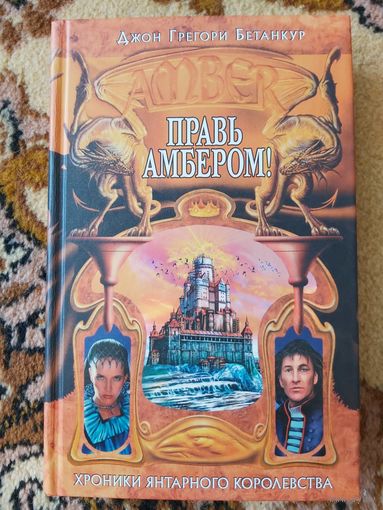 Джон Грегори Бетанкур
AMBER
ПРАВЬ
АМБЕРОМ!
ХРОНИКИ ЯНТАРНОГО КОРОЛЕВСТВА